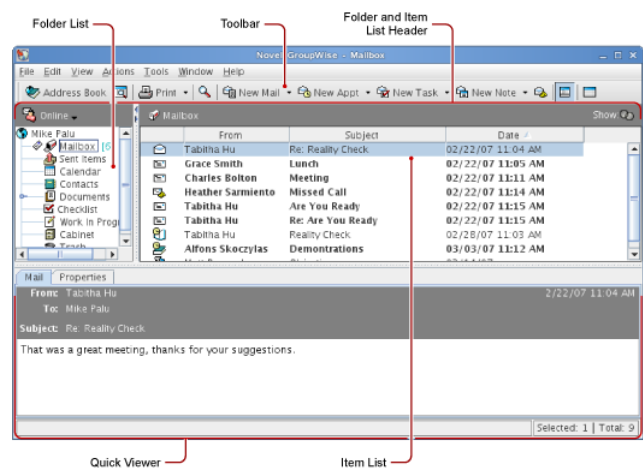 Folder List
Toolbar
Folder and Item
List Header
Novell GroupWise - Mailbox
File Edit View Actions Tools Window Help
Address Book Print New Mail New Appt New Task New Note
Online Mailbox Show
Mike Palu From Subject Date
Mailbox [6 Tabitha Hu Re: Reality Check 02/22/07 11:04 AM
Sent Items Grace Smith Lunch 02/22/07 11:05 AM
Calendar Charles Bolton Meeting 02/22/07 11:11 AM
Contacts Heather Sarmiento Missed Call 02/22/07 11:14 AM
Documents Tabitha Hu Are You Ready 02/22/07 11:15 AM
Checklist Tabitha Hu Re: Are You Ready 02/22/07 11:15 AM
Work In Progr Tabitha Hu Reality Check 02/28/07 11:03 AM
Cabinet Alfons Skoczylas Demontrations 03/03/07 11:12 AM
Trash
Mail Properties
From: Tabitha Hu 2/22/07 11:04 AM
To: Mike Palu
Subject: Re: Reality Check
That was a great meeting, thanks for your suggestions.
Selected: 1 Total: 9
Quick Viewer
Item List